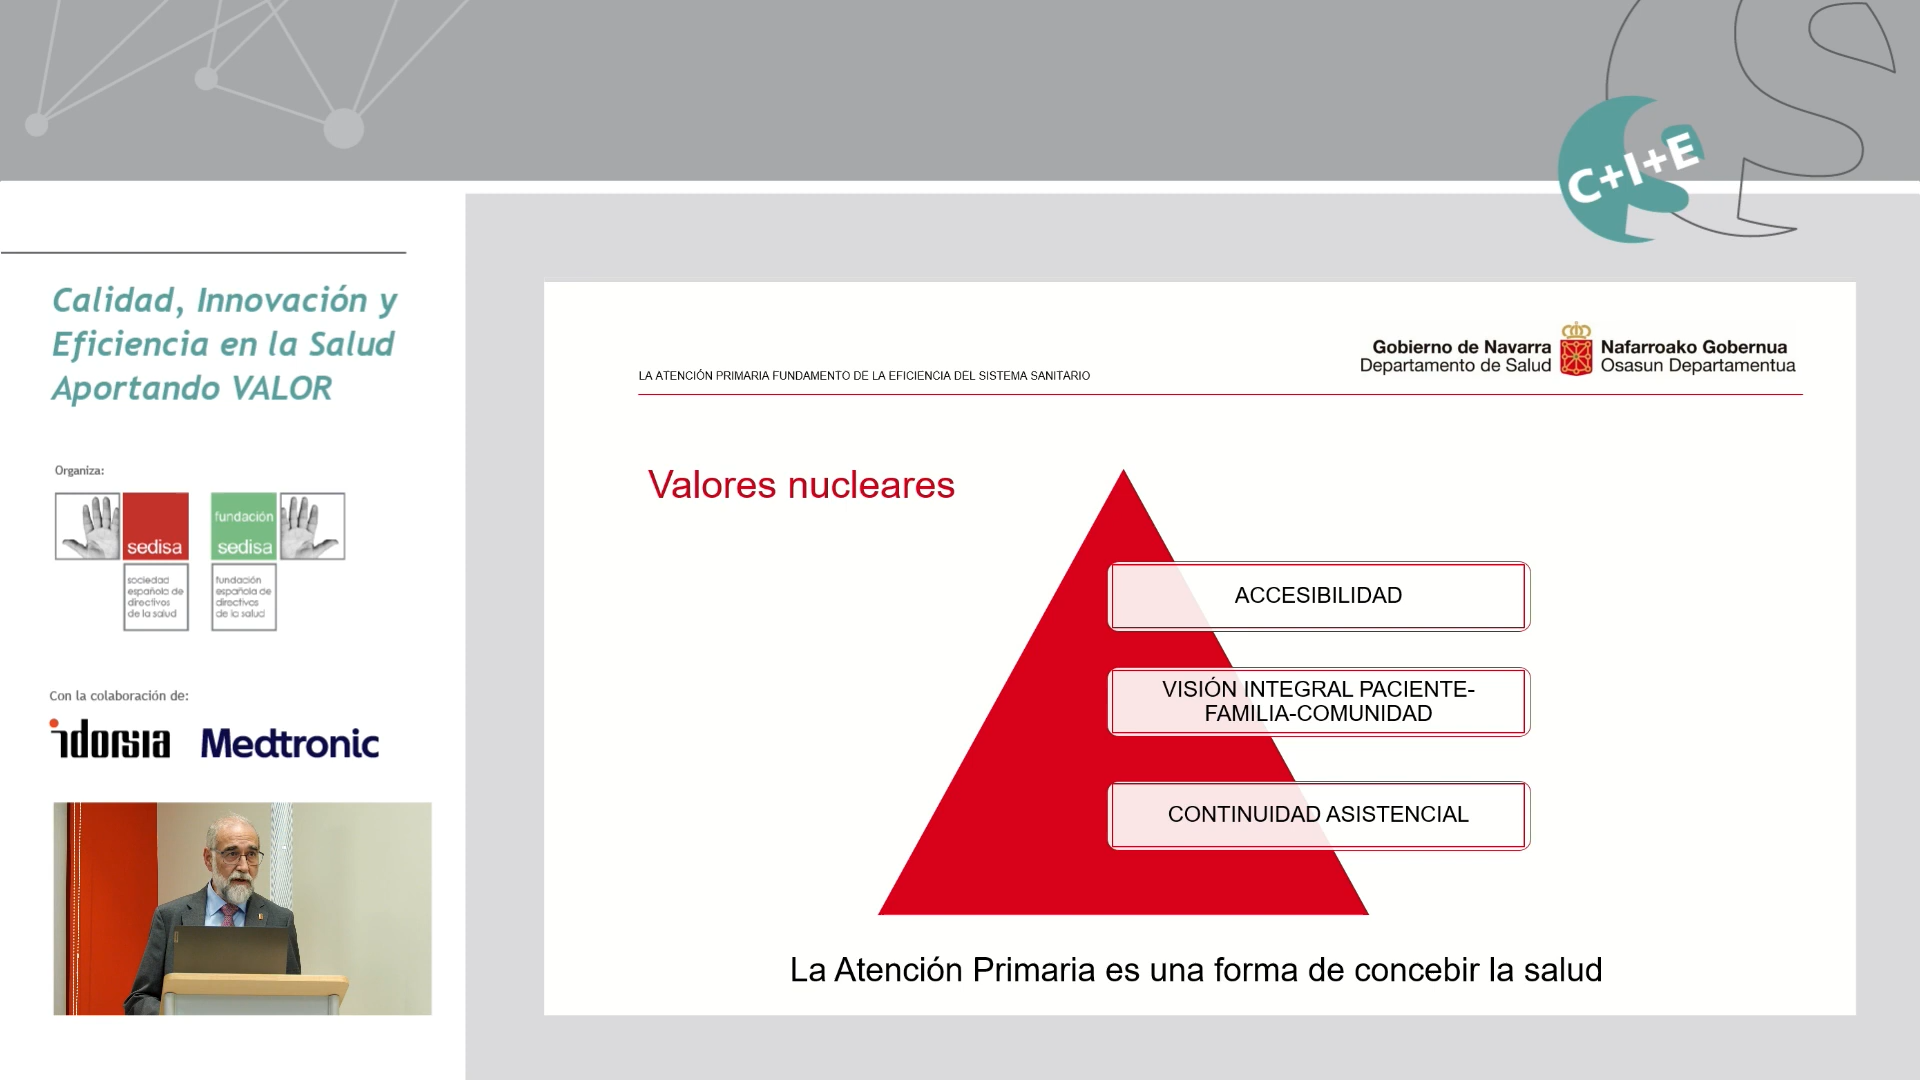 C+I+E
Calidad, Innovación y
Eficiencia en la Salud
Aportando VALOR
Organiza:
sedisa
sociedad
española de
directivos
de la salud
fundación
sedisa
fundación
española de
directivos
de la salud
Con la colaboración de:
idorsia
Medtronic
LA ATENCIÓN PRIMARIA FUNDAMENTO DE LA EFICIENCIA DEL SISTEMA SANITARIO
Gobierno de Navarra
Departamento de Salud
Nafarroako Gobernua
Osasun Departamentua
Valores nucleares
ACCESIBILIDAD
VISIÓN INTEGRAL PACIENTE-
FAMILIA-COMUNIDAD
CONTINUIDAD ASISTENCIAL
La Atención Primaria es una forma de concebir la salud